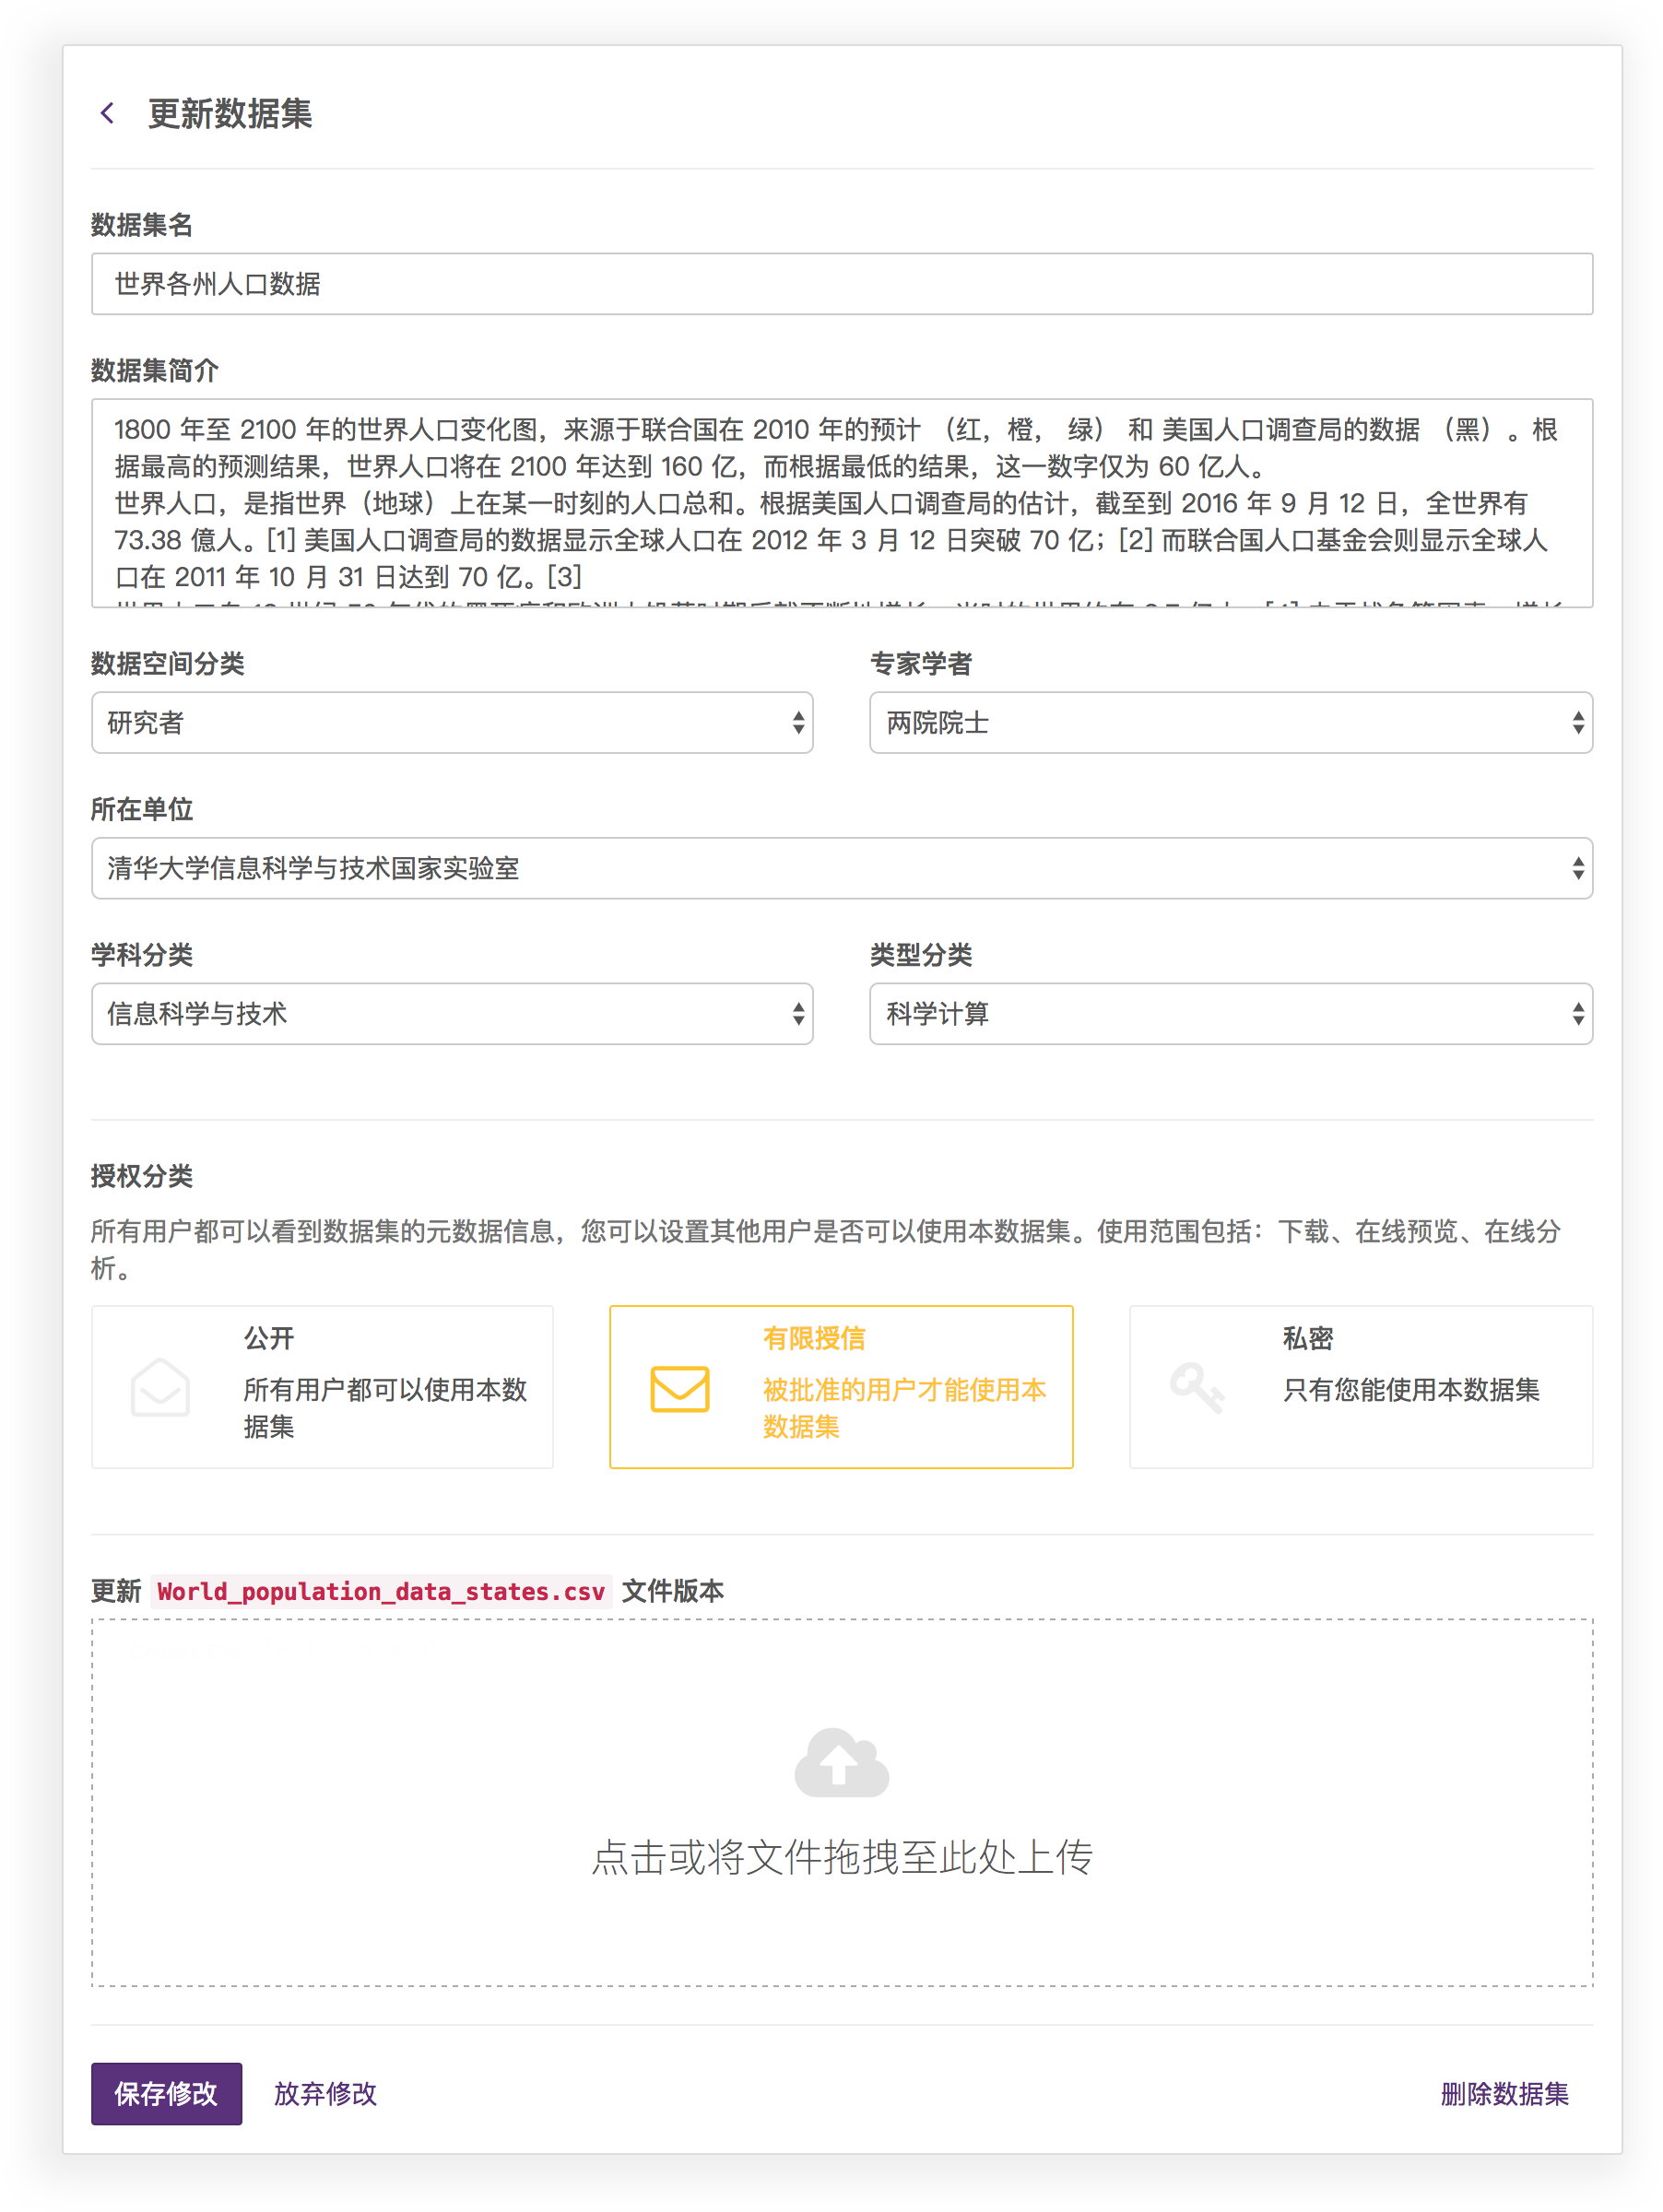 更新数据集
数据集名
世界各州人口数据
数据集简介
1800 年至 2100 年的世界人口变化图，来源于联合国在 2010 年的预计 （红，橙， 绿） 和 美国人口调查局的数据 （黑）。根
据最高的预测结果，世界人口将在 2100 年达到 160 亿，而根据最低的结果，这一数字仅为 60 亿人。
世界人口，是指世界（地球）上在某一时刻的人口总和。根据美国人口调查局的估计，截至到 2016 年 9 月 12 日，全世界有
73.38 億人。[1] 美国人口调查局的数据显示全球人口在 2012 年 3 月 12 日突破 70 亿；[2] 而联合国人口基金会则显示全球人
口在 2011 年 10 月 31 日达到 70 亿。[3]
数据空间分类
专家学者
研究者
两院院士
所在单位
清华大学信息科学与技术国家实验室
学科分类
类型分类
信息科学与技术
科学计算
授权分类
所有用户都可以看到数据集的元数据信息，您可以设置其他用户是否可以使用本数据集。使用范围包括：下载、在线预览、在线分
析。
公开
所有用户都可以使用本数
据集
有限授信
被批准的用户才能使用本
数据集
私密
只有您能使用本数据集
更新 World_population_data_states.csv 文件版本
点击或将文件拖拽至此处上传
保存修改
放弃修改
删除数据集